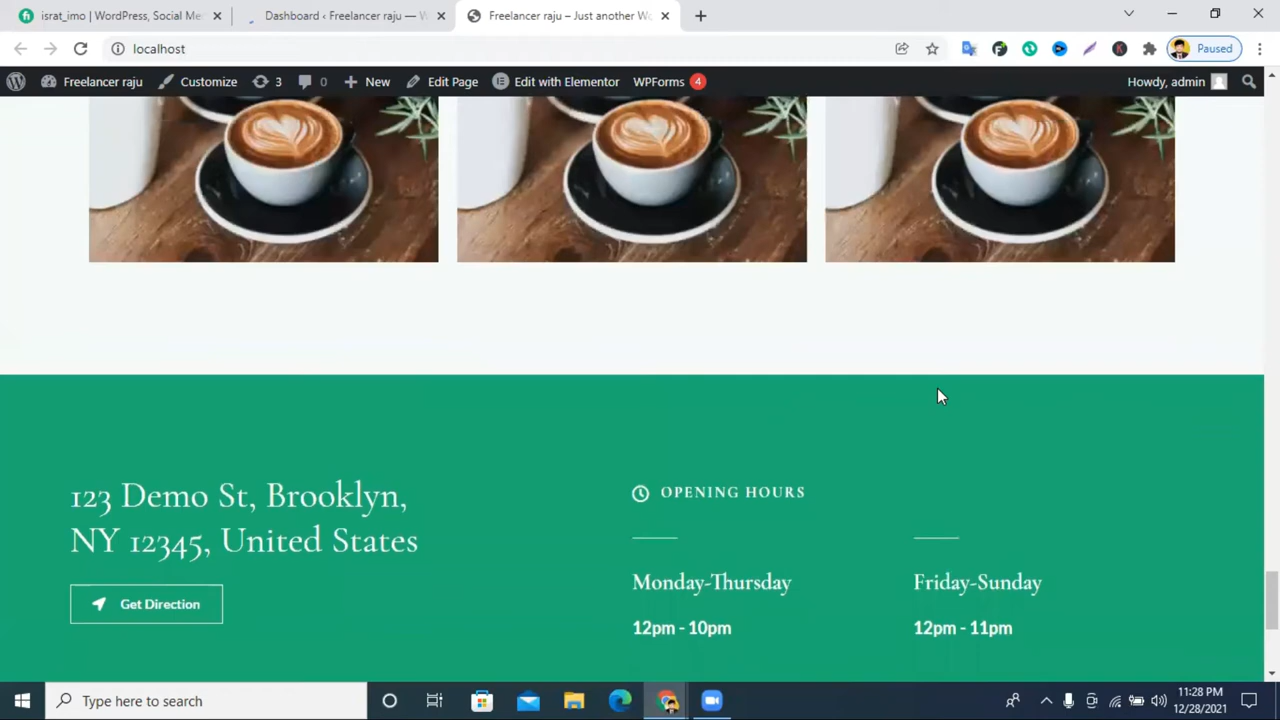 israt_imo | WordPress, Social Med
Dashboard ‹ Freelancer raju — W
Freelancer raju – Just another Wo
localhost
Paused
Freelancer raju
Customize
3
0
New
Edit Page
Edit with Elementor
WPForms 4
Howdy, admin
123 Demo St, Brooklyn,
NY 12345, United States
Get Direction
OPENING HOURS
Monday-Thursday
12pm - 10pm
Friday-Sunday
12pm - 11pm
Type here to search
11:28 PM
12/28/2021